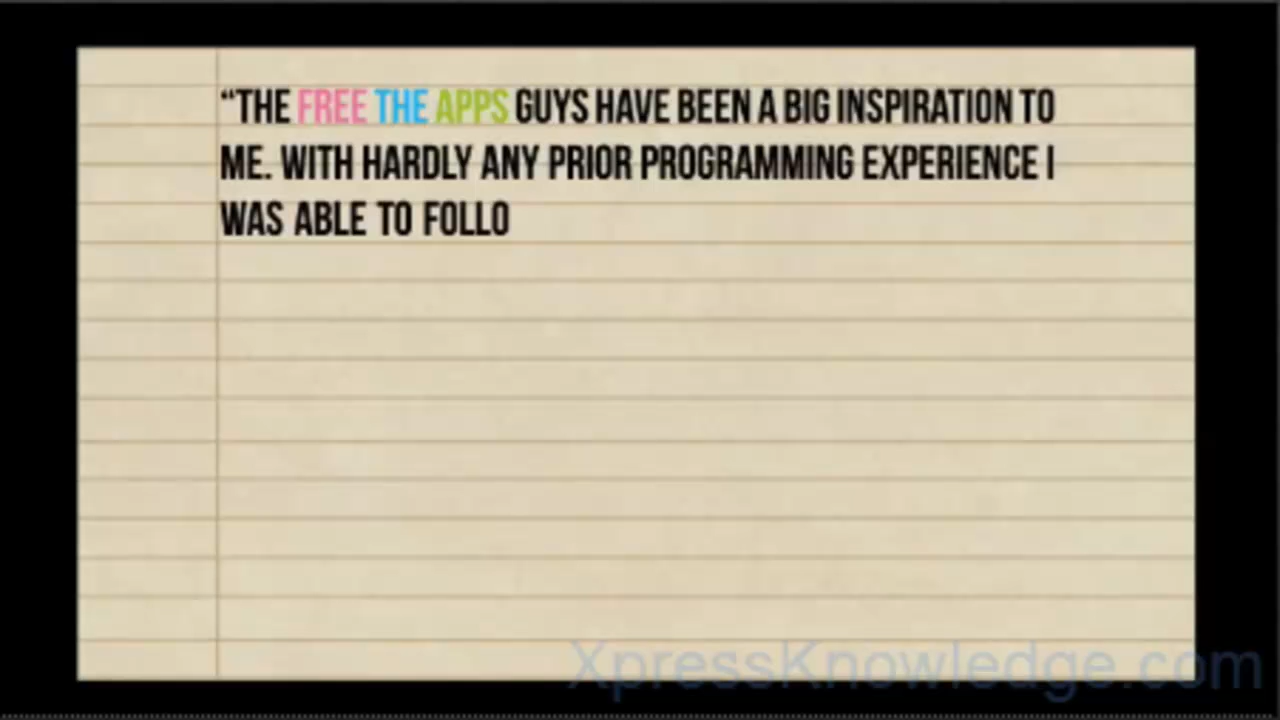 “THE FREE THE APPS GUYS HAVE BEEN A BIG INSPIRATION TO
ME. WITH HARDLY ANY PRIOR PROGRAMMING EXPERIENCE I
WAS ABLE TO FOLLO
XpressKnowledge.com